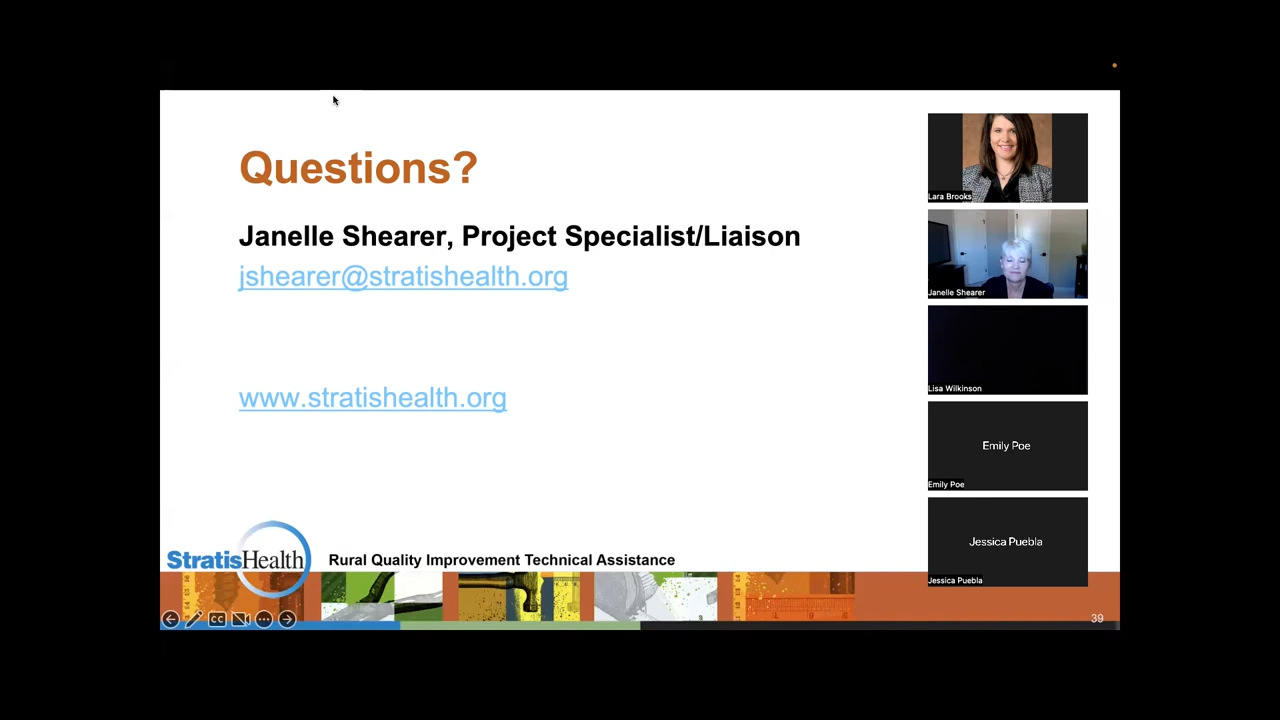 Questions?
Janelle Shearer, Project Specialist/Liaison
jshearer@stratishealth.org
www.stratishealth.org
StratisHealth
Rural Quality Improvement Technical Assistance
CC
39
Lara Brooks
Janelle Shearer
Lisa Wilkinson
Emily Poe
Emily Poe
Jessica Puebla
Jessica Puebla